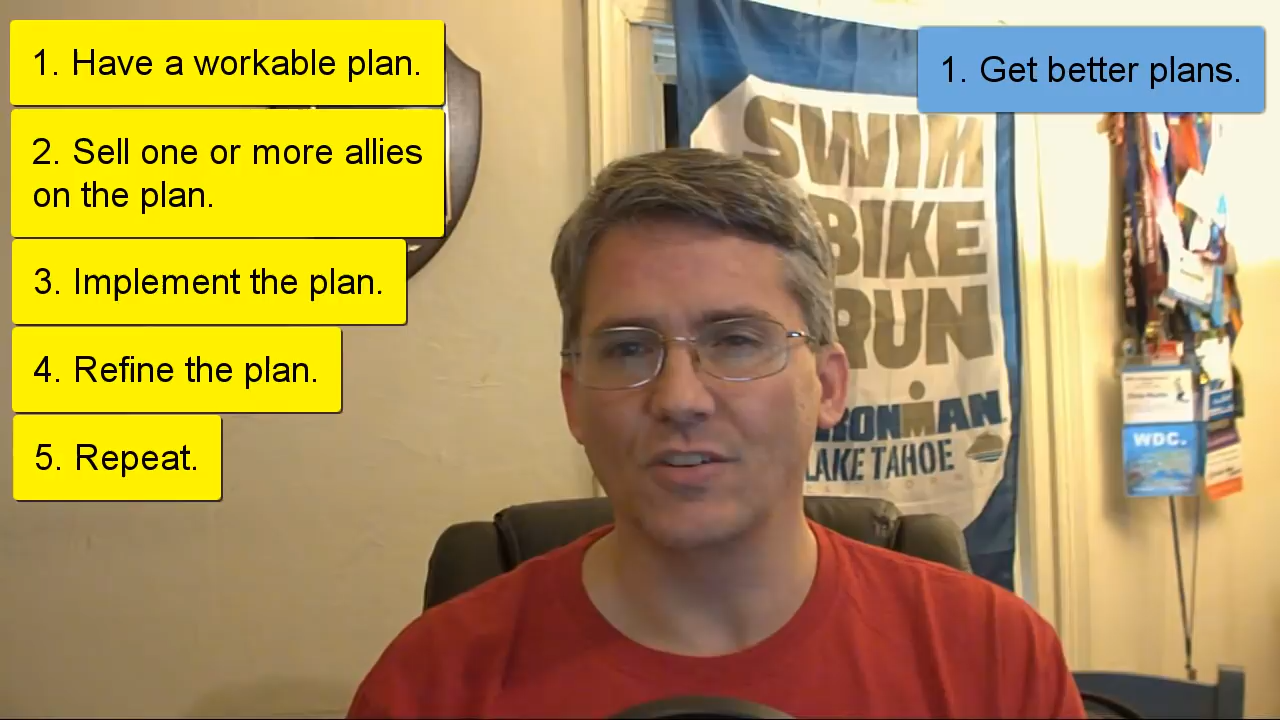 1. Have a workable plan.
2. Sell one or more allies
on the plan.
3. Implement the plan.
4. Refine the plan.
5. Repeat.
1. Get better plans.
SWIM
BIKE
RUN
IRONMAN
LAKE TAHOE
WDC.